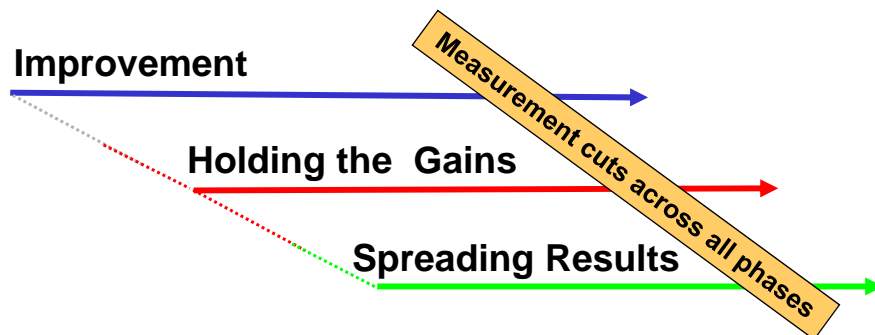 Improvement
Measurement cuts across all phases
Holding the  Gains
Spreading Results